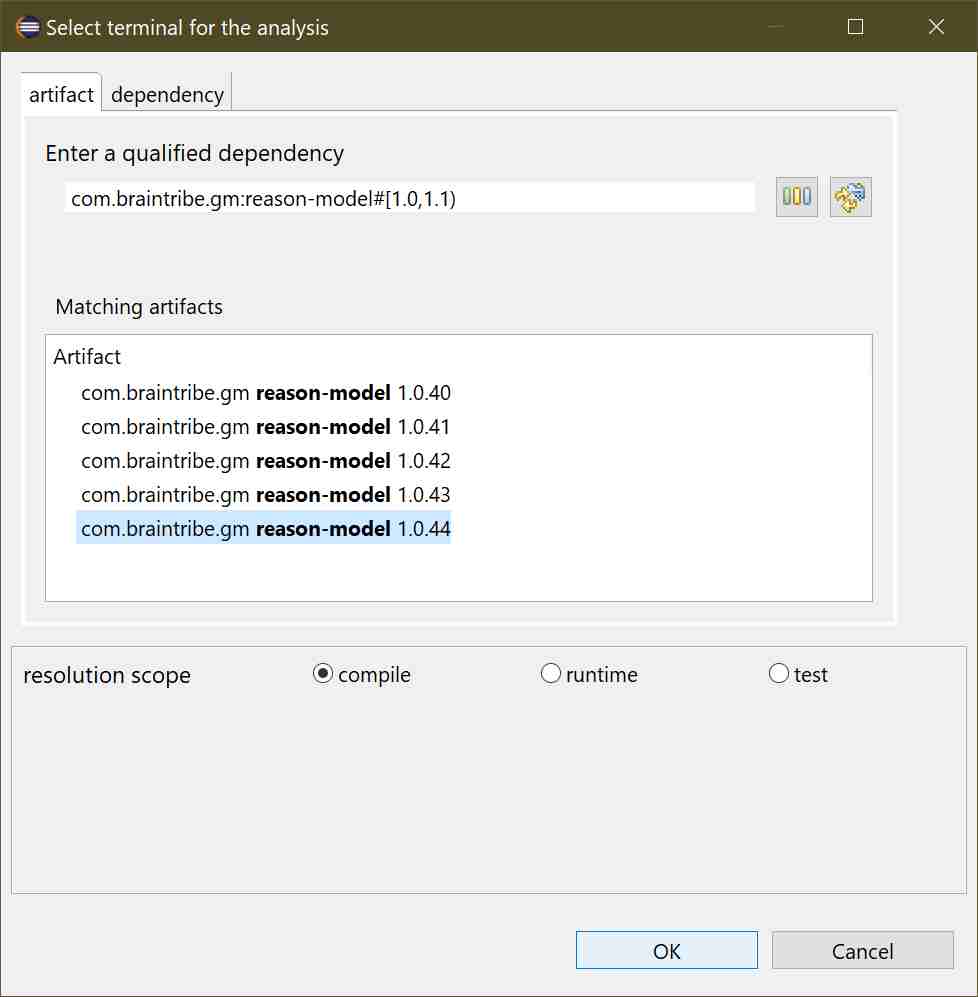 Select terminal for the analysis
artifact dependency
Enter a qualified dependency
com.braintribe.gm:reason-model#[1.0,1.1)
Matching artifacts
Artifact
com.braintribe.gm reason-model 1.0.40
com.braintribe.gm reason-model 1.0.41
com.braintribe.gm reason-model 1.0.42
com.braintribe.gm reason-model 1.0.43
com.braintribe.gm reason-model 1.0.44
resolution scope compile runtime test
OK Cancel